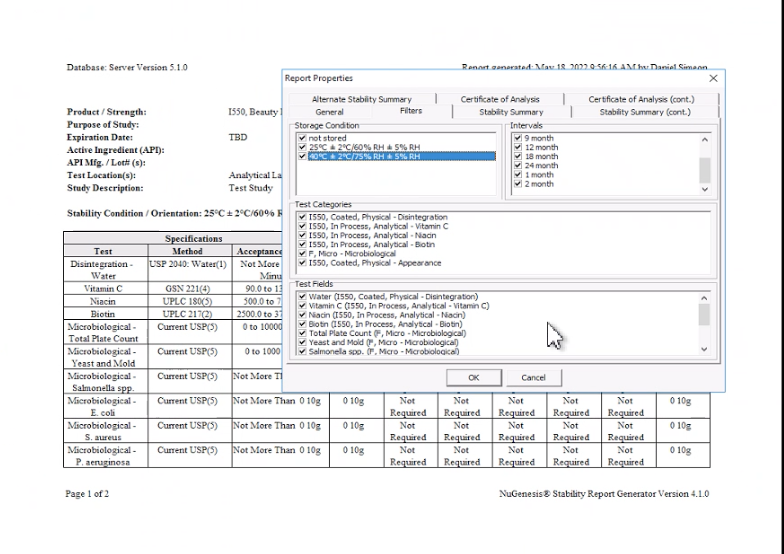 Database: Server Version 5.1.0
Report generated: May 18, 2022 9:56:16 AM by Daniel Simeon
Product / Strength: I550, Beauty
Purpose of Study:
Expiration Date: TBD
Active Ingredient (API):
API Mfg. / Lot# (s):
Test Location(s): Analytical La
Study Description: Test Study
Stability Condition / Orientation: 25°C ± 2°C/60% R
Report Properties
Alternate Stability Summary Certificate of Analysis Certificate of Analysis (cont.)
General Filters Stability Summary Stability Summary (cont.)
Storage Condition
not stored
25°C ± 2°C/60% RH ± 5% RH
40°C ± 2°C/75% RH ± 5% RH
Intervals
9 month
12 month
18 month
24 month
1 month
2 month
Test Categories
I550, Coated, Physical - Disintegration
I550, In Process, Analytical - Vitamin C
I550, In Process, Analytical - Niacin
I550, In Process, Analytical - Biotin
F, Micro - Microbiological
I550, Coated, Physical - Appearance
Test Fields
Water (I550, Coated, Physical - Disintegration)
Vitamin C (I550, In Process, Analytical - Vitamin C)
Niacin (I550, In Process, Analytical - Niacin)
Biotin (I550, In Process, Analytical - Biotin)
Total Plate Count (F, Micro - Microbiological)
Yeast and Mold (F, Micro - Microbiological)
Salmonella spp. (F, Micro - Microbiological)
OK Cancel
Specifications
Test Method Acceptance
Disintegration - USP 2040: Water(1) Not More
Water Minu
Vitamin C GSN 221(4) 90.0 to 13
Niacin UPLC 180(5) 500.0 to 7
Biotin UPLC 217(2) 2500.0 to 37
Microbiological - Current USP(5) 0 to 10000
Total Plate Count
Microbiological - Current USP(5) 0 to 1000
Yeast and Mold
Microbiological - Current USP(5) Not More Th
Salmonella spp.
Microbiological - Current USP(5) Not More Than 0 10g 0 10g Not Not Not Not Not 0 10g
E. coli Required Required Required Required Required
Microbiological - Current USP(5) Not More Than 0 10g 0 10g Not Not Not Not Not 0 10g
S. aureus Required Required Required Required Required
Microbiological - Current USP(5) Not More Than 0 10g 0 10g Not Not Not Not Not 0 10g
P. aeruginosa Required Required Required Required Required
Page 1 of 2
NuGenesis® Stability Report Generator Version 4.1.0